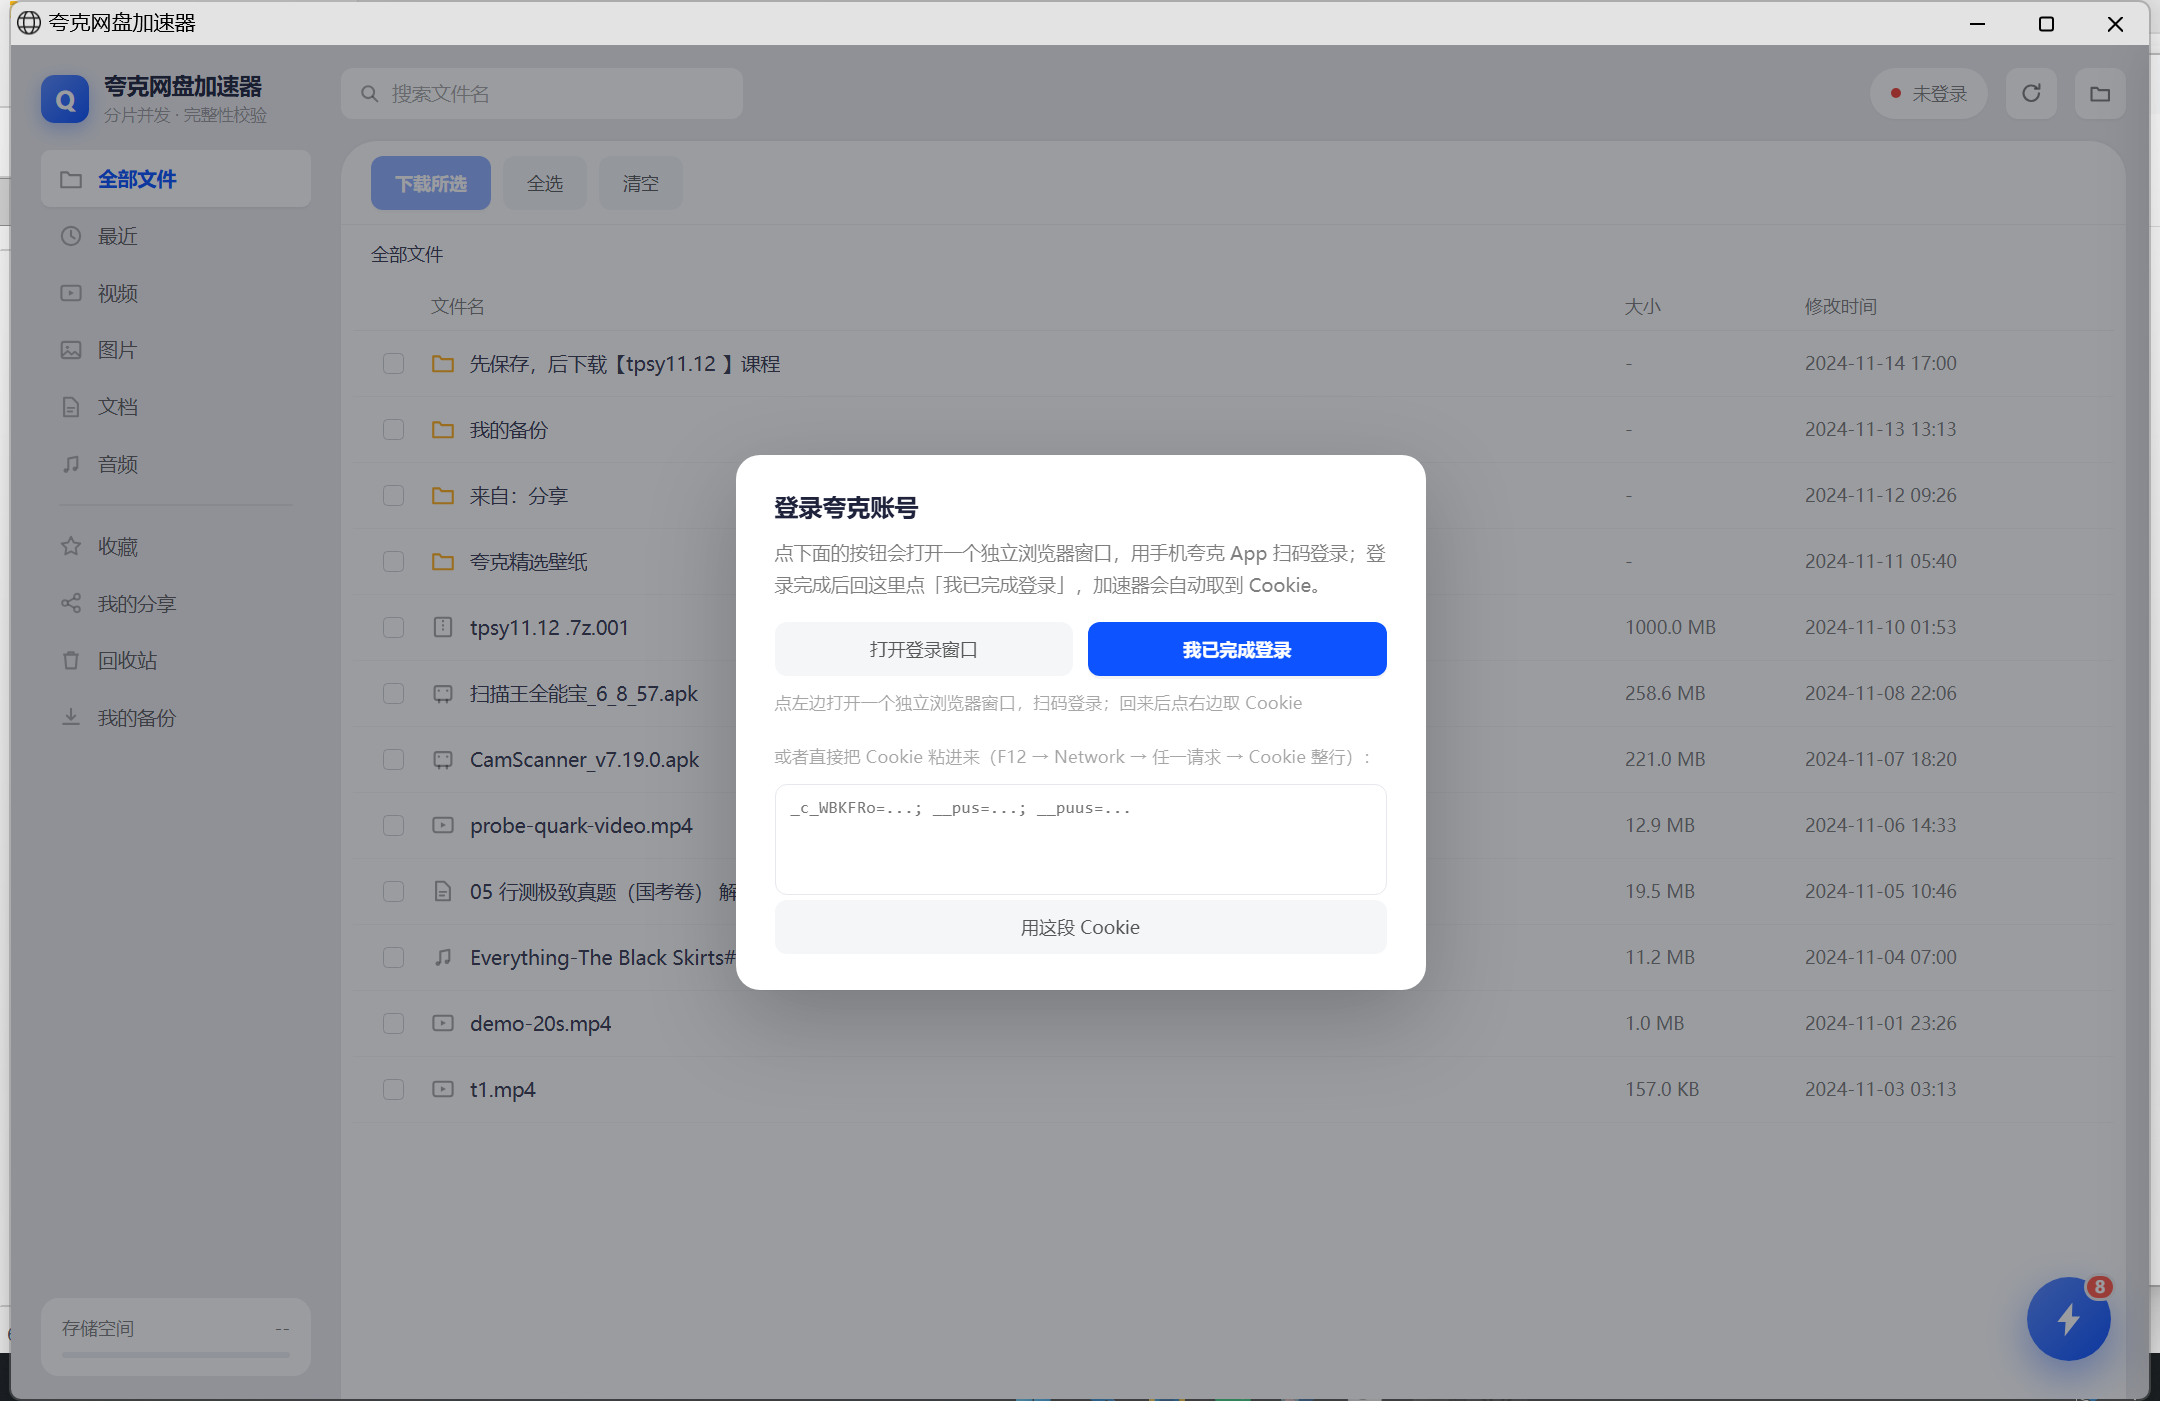 夸克网盘加速器
Q
夸克网盘加速器
分片并发 · 完整性校验
搜索文件名
未登录
全部文件
最近
视频
图片
文档
音频
收藏
我的分享
回收站
我的备份
存储空间 --
下载所选 全选 清空
全部文件
文件名 大小 修改时间
先保存，后下载【tpsy11.12 】课程 - 2024-11-14 17:00
我的备份 - 2024-11-13 13:13
来自：分享 - 2024-11-12 09:26
夸克精选壁纸 - 2024-11-11 05:40
tpsy11.12 .7z.001 1000.0 MB 2024-11-10 01:53
扫描王全能宝_6_8_57.apk 258.6 MB 2024-11-08 22:06
CamScanner_v7.19.0.apk 221.0 MB 2024-11-07 18:20
probe-quark-video.mp4 12.9 MB 2024-11-06 14:33
05 行测极致真题（国考卷） 解 19.5 MB 2024-11-05 10:46
Everything-The Black Skirts# 11.2 MB 2024-11-04 07:00
demo-20s.mp4 1.0 MB 2024-11-01 23:26
t1.mp4 157.0 KB 2024-11-03 03:13
登录夸克账号
点下面的按钮会打开一个独立浏览器窗口，用手机夸克 App 扫码登录；登
录完成后回这里点「我已完成登录」，加速器会自动取到 Cookie。
打开登录窗口 我已完成登录
点左边打开一个独立浏览器窗口，扫码登录；回来后点右边取 Cookie
或者直接把 Cookie 粘进来（F12 → Network → 任一请求 → Cookie 整行）：
_c_WBKFRo=...; __pus=...; __puus=...
用这段 Cookie
8